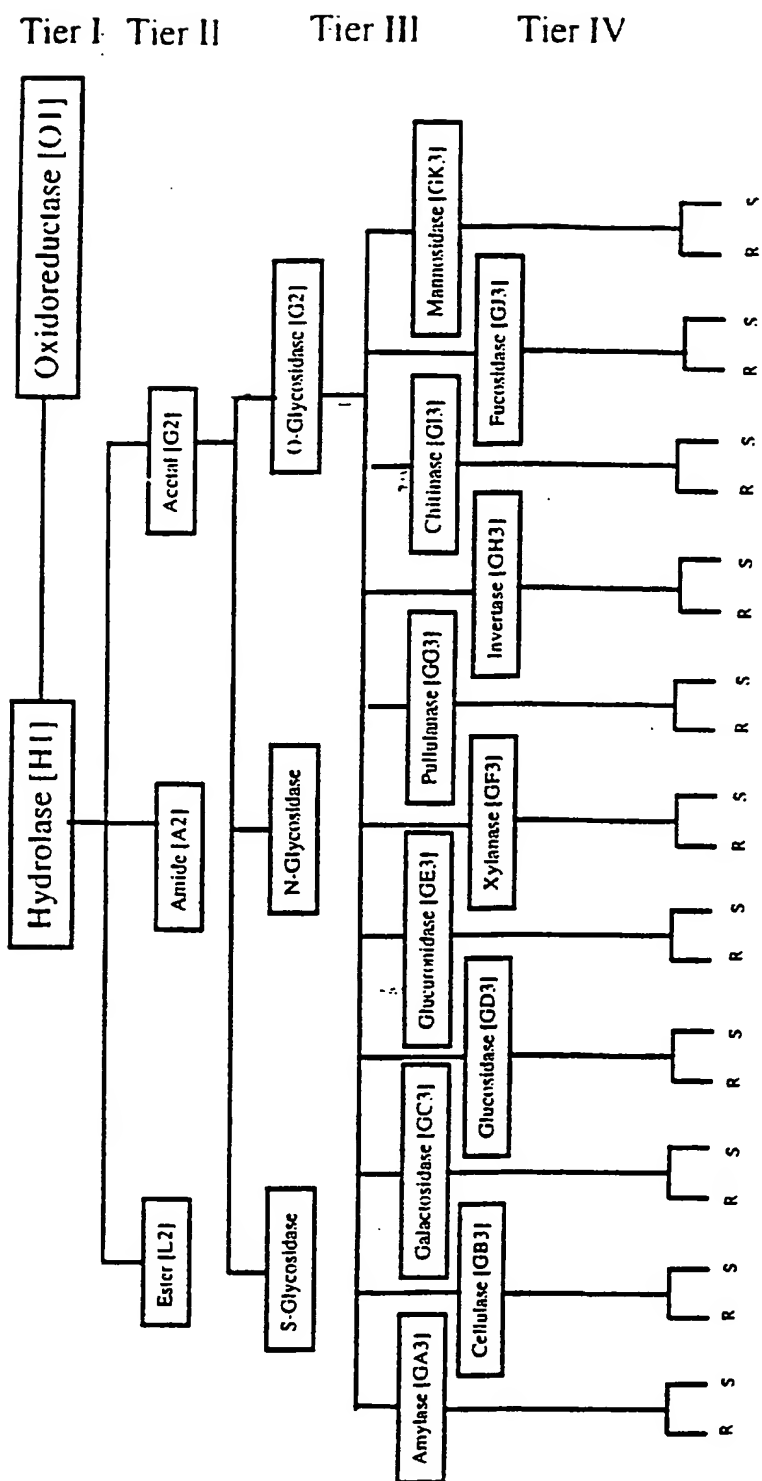 Tier I
Tier II
Tier III
Tier IV
Hydrolase [H1]
Oxidoreductase [O1]
Ester [L2]
Amide [A2]
Acetal [G2]
S-Glycosidase
N-Glycosidase
O-Glycosidase [G2]
Amylase [GA3]
Galactosidase [GC3]
Glucuronidase [GE3]
Pullulanase [GG3]
Chitinase [GI3]
Mannosidase [GK3]
Cellulase [GB3]
Glucosidase [GD3]
Xylanase [GF3]
Invertase [GH3]
Fucosidase [GJ3]
R S R S R S R S R S R S R S R S R S R S R S